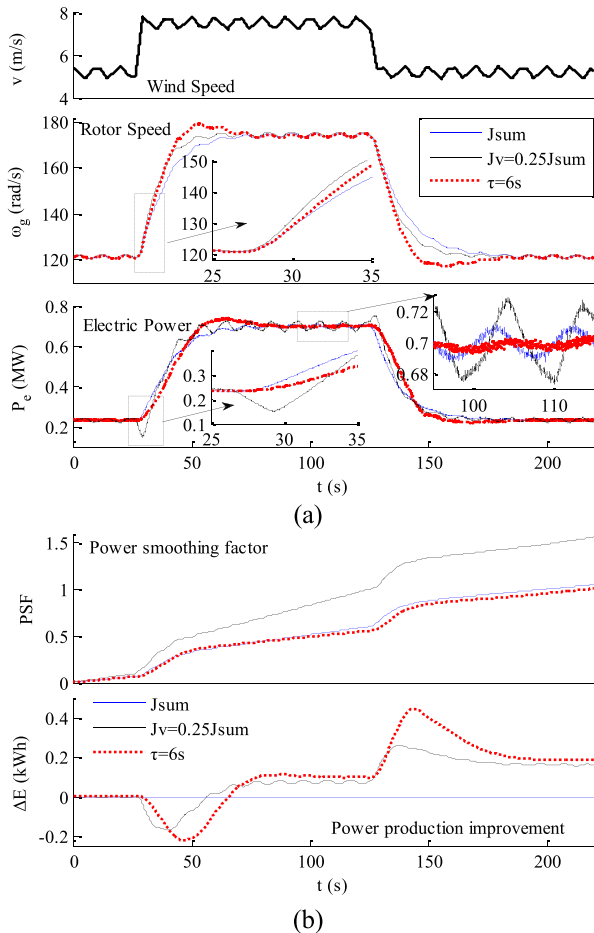 8
6
4
v (m/s)
Wind Speed
Rotor Speed
180
160
140
120
ωg (rad/s)
Jsum
Jv=0.25Jsum
τ=6s
150
140
130
120
25 30 35
Electric Power
0.8
0.6
0.4
0.2
Pe (MW)
0.3
0.2
0.1
25 30 35
0.72
0.7
0.68
100 110
0 50 100 150 200
t (s)
(a)
Power smoothing factor
1.5
1
0.5
0
PSF
Jsum
Jv=0.25Jsum
τ=6s
0.4
0.2
0
-0.2
ΔE (kWh)
Power production improvement
0 50 100 150 200
t (s)
(b)